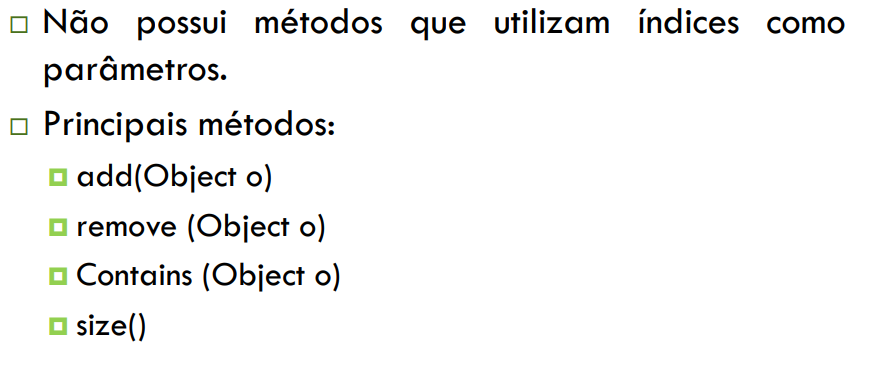 Não possui métodos que utilizam índices como
parâmetros.
Principais métodos:
add(Object o)
remove (Object o)
Contains (Object o)
size()